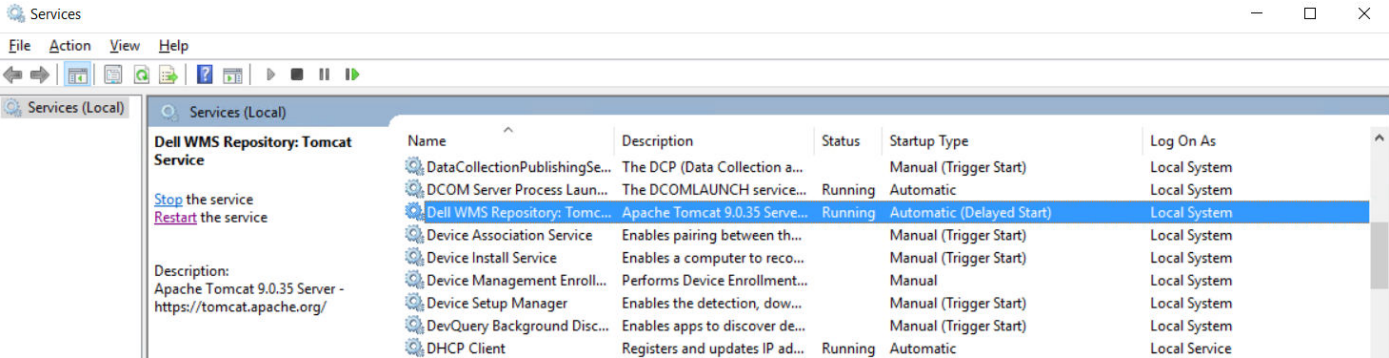 Services
File Action View Help
Services (Local)
Services (Local)
Dell WMS Repository: Tomcat
Service
Stop the service
Restart the service
Description:
Apache Tomcat 9.0.35 Server -
https://tomcat.apache.org/
Name Description Status Startup Type Log On As
DataCollectionPublishingSe... The DCP (Data Collection a... Manual (Trigger Start) Local System
DCOM Server Process Laun... The DCOMLAUNCH service... Running Automatic Local System
Dell WMS Repository: Tomc... Apache Tomcat 9.0.35 Serve... Running Automatic (Delayed Start) Local System
Device Association Service Enables pairing between th... Manual (Trigger Start) Local System
Device Install Service Enables a computer to reco... Manual (Trigger Start) Local System
Device Management Enroll... Performs Device Enrollment... Manual Local System
Device Setup Manager Enables the detection, dow... Manual (Trigger Start) Local System
DevQuery Background Disc... Enables apps to discover de... Manual (Trigger Start) Local System
DHCP Client Registers and updates IP ad... Running Automatic Local Service